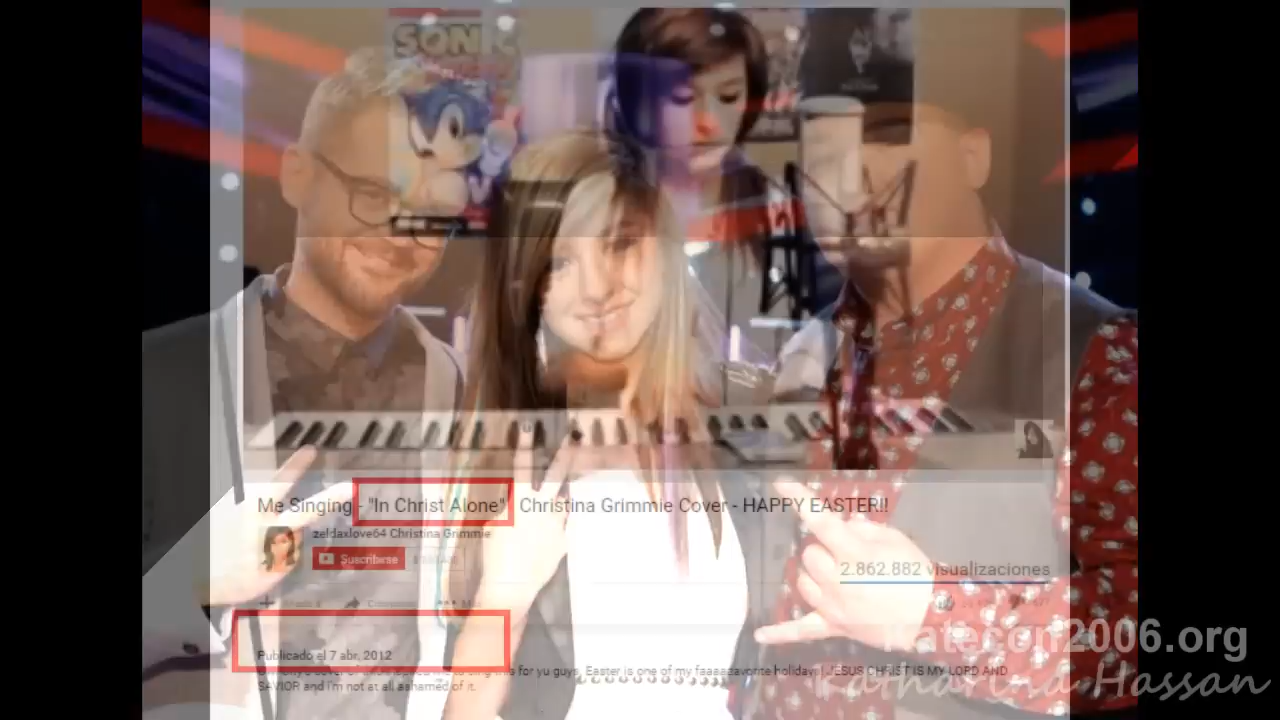 SONIC
Me Singing - "In Christ Alone" Christina Grimmie Cover - HAPPY EASTER!!
zeldaxlove64 Christina Grimmie
Suscribirse
2.862.882 visualizaciones
katecon2006.org
Publicado el 7 abr. 2012
for yu guys, Easter is one of my faaaaaavorite holidays! JESUS CHRIST IS MY LORD AND
SAVIOR and i'm not at all ashamed of it.
Katharina Hassan